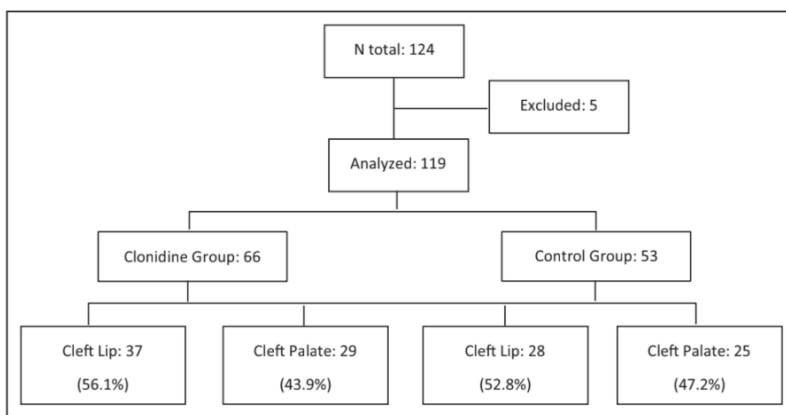 N total: 124
Excluded: 5
Analyzed: 119
Clonidine Group: 66
Control Group: 53
Cleft Lip: 37
(56.1%)
Cleft Palate: 29
(43.9%)
Cleft Lip: 28
(52.8%)
Cleft Palate: 25
(47.2%)